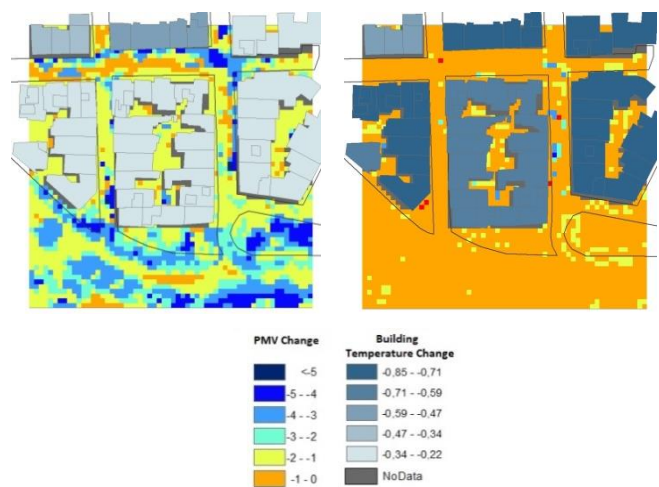 PMV Change
<-5
-5 - -4
-4 - -3
-3 - -2
-2 - -1
-1 - 0
Building
Temperature Change
-0,85 - -0,71
-0,71 - -0,59
-0,59 - -0,47
-0,47 - -0,34
-0,34 - -0,22
NoData